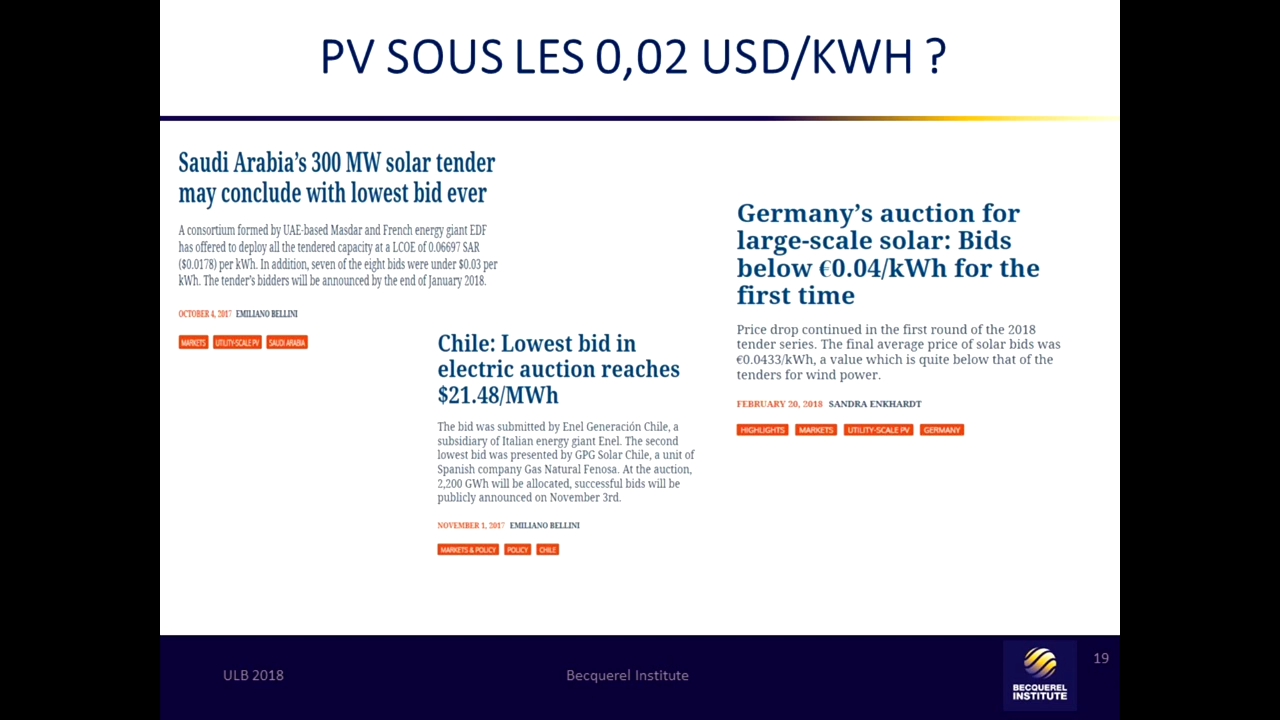 PV SOUS LES 0,02 USD/KWH ?
Saudi Arabia’s 300 MW solar tender
may conclude with lowest bid ever
A consortium formed by UAE-based Masdar and French energy giant EDF
has offered to deploy all the tendered capacity at a LCOE of 0.06697 SAR
($0.0178) per kWh. In addition, seven of the eight bids were under $0.03 per
kWh. The tender’s bidders will be announced by the end of January 2018.
OCTOBER 4, 2017 EMILIANO BELLINI
MARKETS UTILITY-SCALE PV SAUDI ARABIA
Chile: Lowest bid in
electric auction reaches
$21.48/MWh
The bid was submitted by Enel Generación Chile, a
subsidiary of Italian energy giant Enel. The second
lowest bid was presented by GPG Solar Chile, a unit of
Spanish company Gas Natural Fenosa. At the auction,
2,200 GWh will be allocated, successful bids will be
publicly announced on November 3rd.
NOVEMBER 1, 2017 EMILIANO BELLINI
MARKETS & POLICY POLICY CHILE
Germany’s auction for
large-scale solar: Bids
below €0.04/kWh for the
first time
Price drop continued in the first round of the 2018
tender series. The final average price of solar bids was
€0.0433/kWh, a value which is quite below that of the
tenders for wind power.
FEBRUARY 20, 2018 SANDRA ENKHARDT
HIGHLIGHTS MARKETS UTILITY-SCALE PV GERMANY
ULB 2018
Becquerel Institute
BECQUEREL
INSTITUTE
19